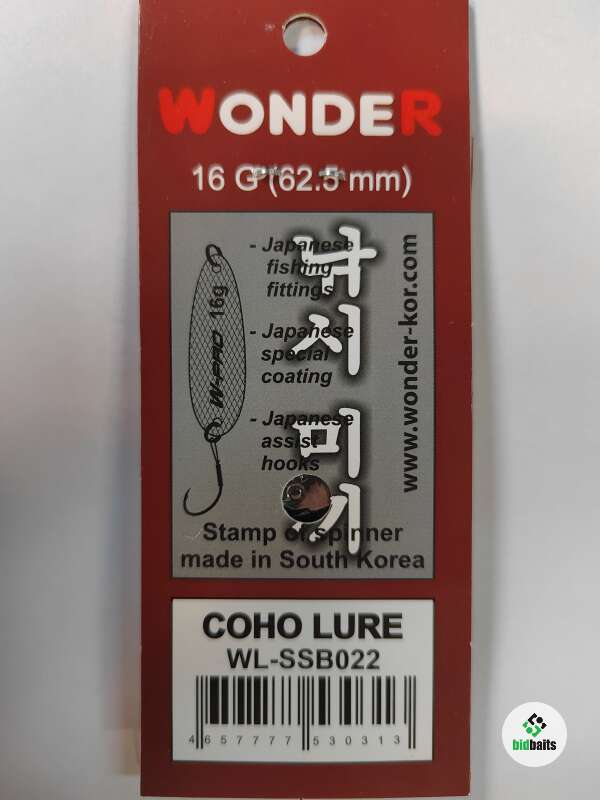 WONDER
16 G (62.5 mm)
- Japanese
fishing
fittings
- Japanese
special
coating
- Japanese
assist
hooks
낚시 미끼
www.wonder-kor.com
16g
W-PRO
Stamp of spinner
made in South Korea
COHO LURE
WL-SSB022
4 657777 530313
bidbaits